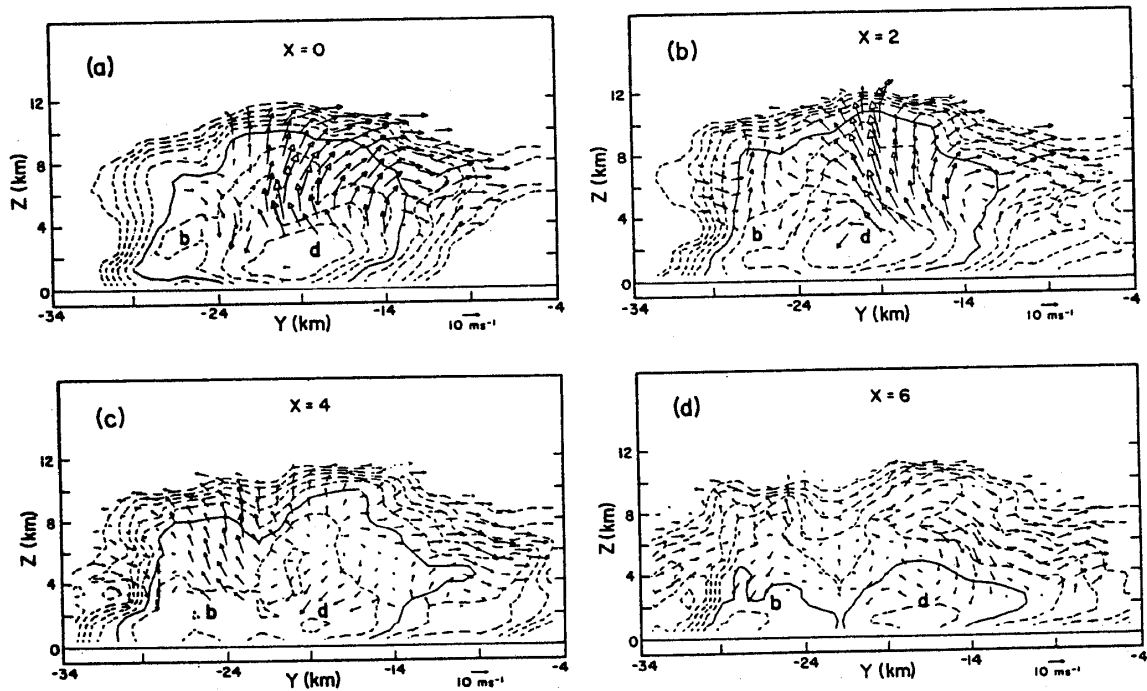 (a)
X = 0
Z (km)
12
8
4
0
b
d
-34
-24
-14
-4
Y (km)
10 ms⁻¹
(b)
X = 2
Z (km)
12
8
4
0
b
d
-34
-24
-14
-4
Y (km)
10 ms⁻¹
(c)
X = 4
Z (km)
12
8
4
0
b
d
-34
-24
-14
-4
Y (km)
10 ms⁻¹
(d)
X = 6
Z (km)
12
8
4
0
b
d
-34
-24
-14
-4
Y (km)
10 ms⁻¹